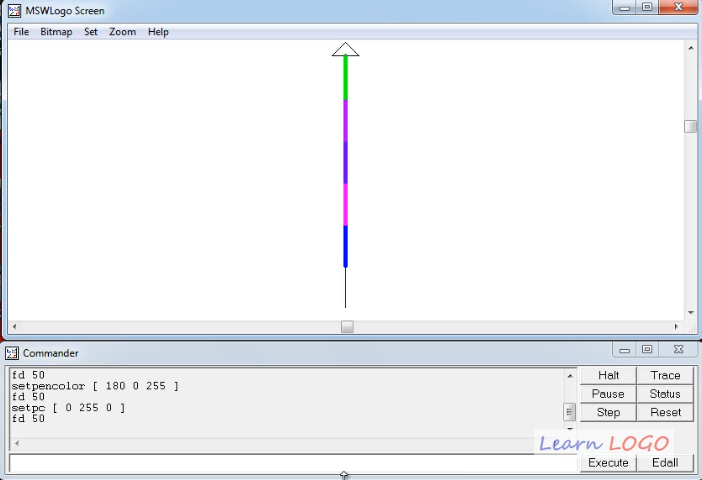 MSWLogo Screen
File Bitmap Set Zoom Help
Commander
fd 50
setpencolor [ 180 0 255 ]
fd 50
setpc [ 0 255 0 ]
fd 50
Halt Trace
Pause Status
Step Reset
Learn LOGO
Execute Edall